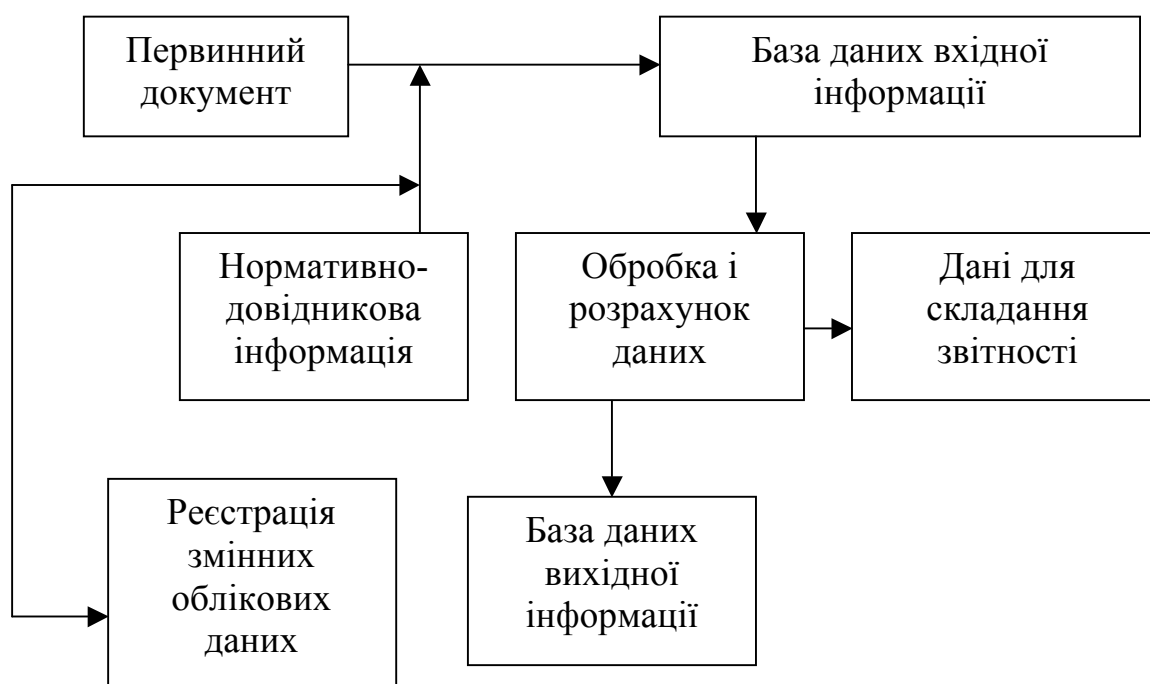 Первинний
документ
База даних вхідної
інформації
Нормативно-
довідникова
інформація
Обробка і
розрахунок
даних
Дані для
складання
звітності
Реєстрація
змінних
облікових
даних
База даних
вихідної
інформації